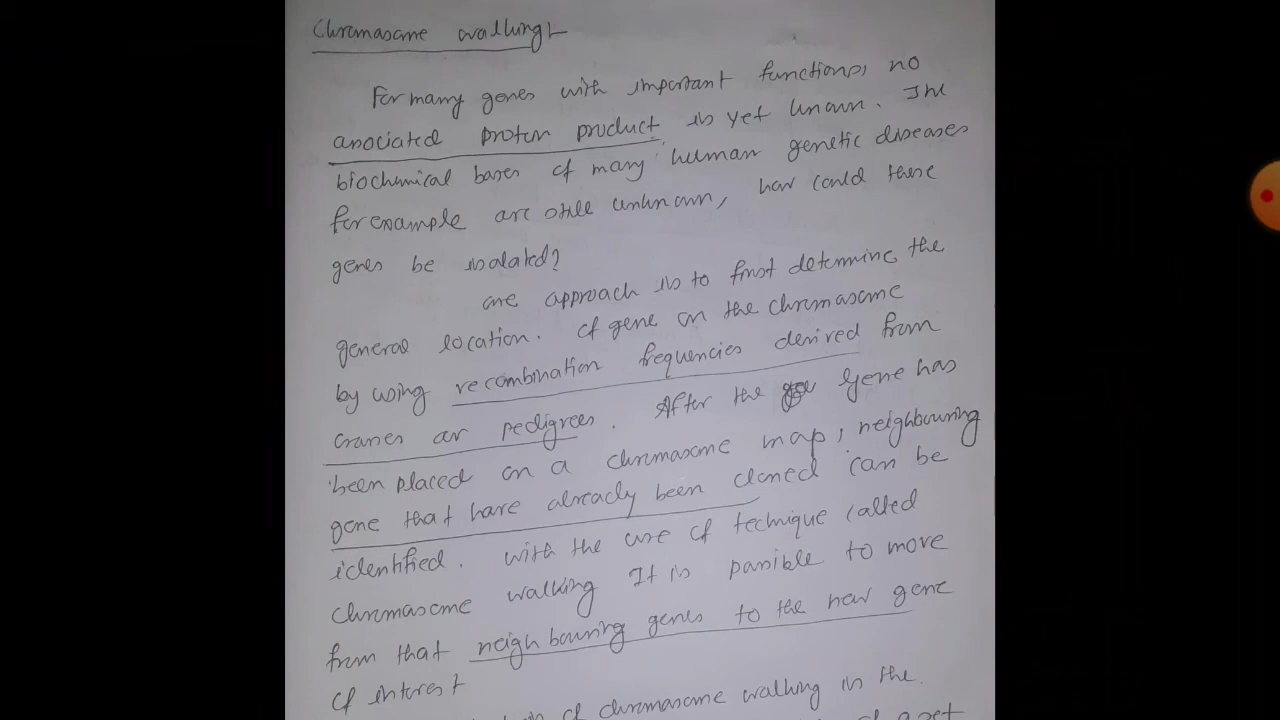 Chromosome walking
For many genes with important functions, no
associated protein product is yet known. The
biochemical bases of many human genetic diseases
for example are still unknown, how could these
genes be isolated?
one approach is to first determine the
general location. of gene on the chromosome
by using recombination frequencies derived from
crosses or pedigrees. After the gene has
been placed on a chromosome map, neighbouring
gene that have already been cloned can be
identified. with the use of technique called
chromosome walking It is possible to move
from that neighbouring genes to the new gene
of interest
of chromosome walking in the
of a set